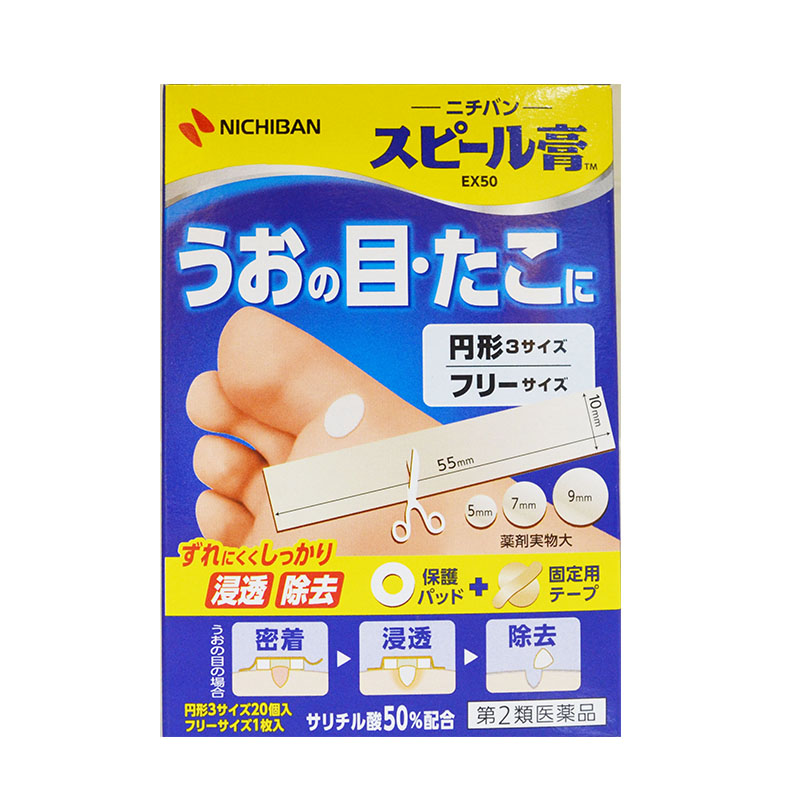 NICHIBAN
ニチバン
スピール膏™
EX50
うおの目・たこに
円形3サイズ
フリーサイズ
10mm
55mm
5mm
7mm
9mm
薬剤実物大
ずれにくくしっかり
浸透 除去
保護
パッド
+
固定用
テープ
うおの目の場合
密着
浸透
除去
円形3サイズ20個入
フリーサイズ1枚入
サリチル酸50%配合
第2類医薬品